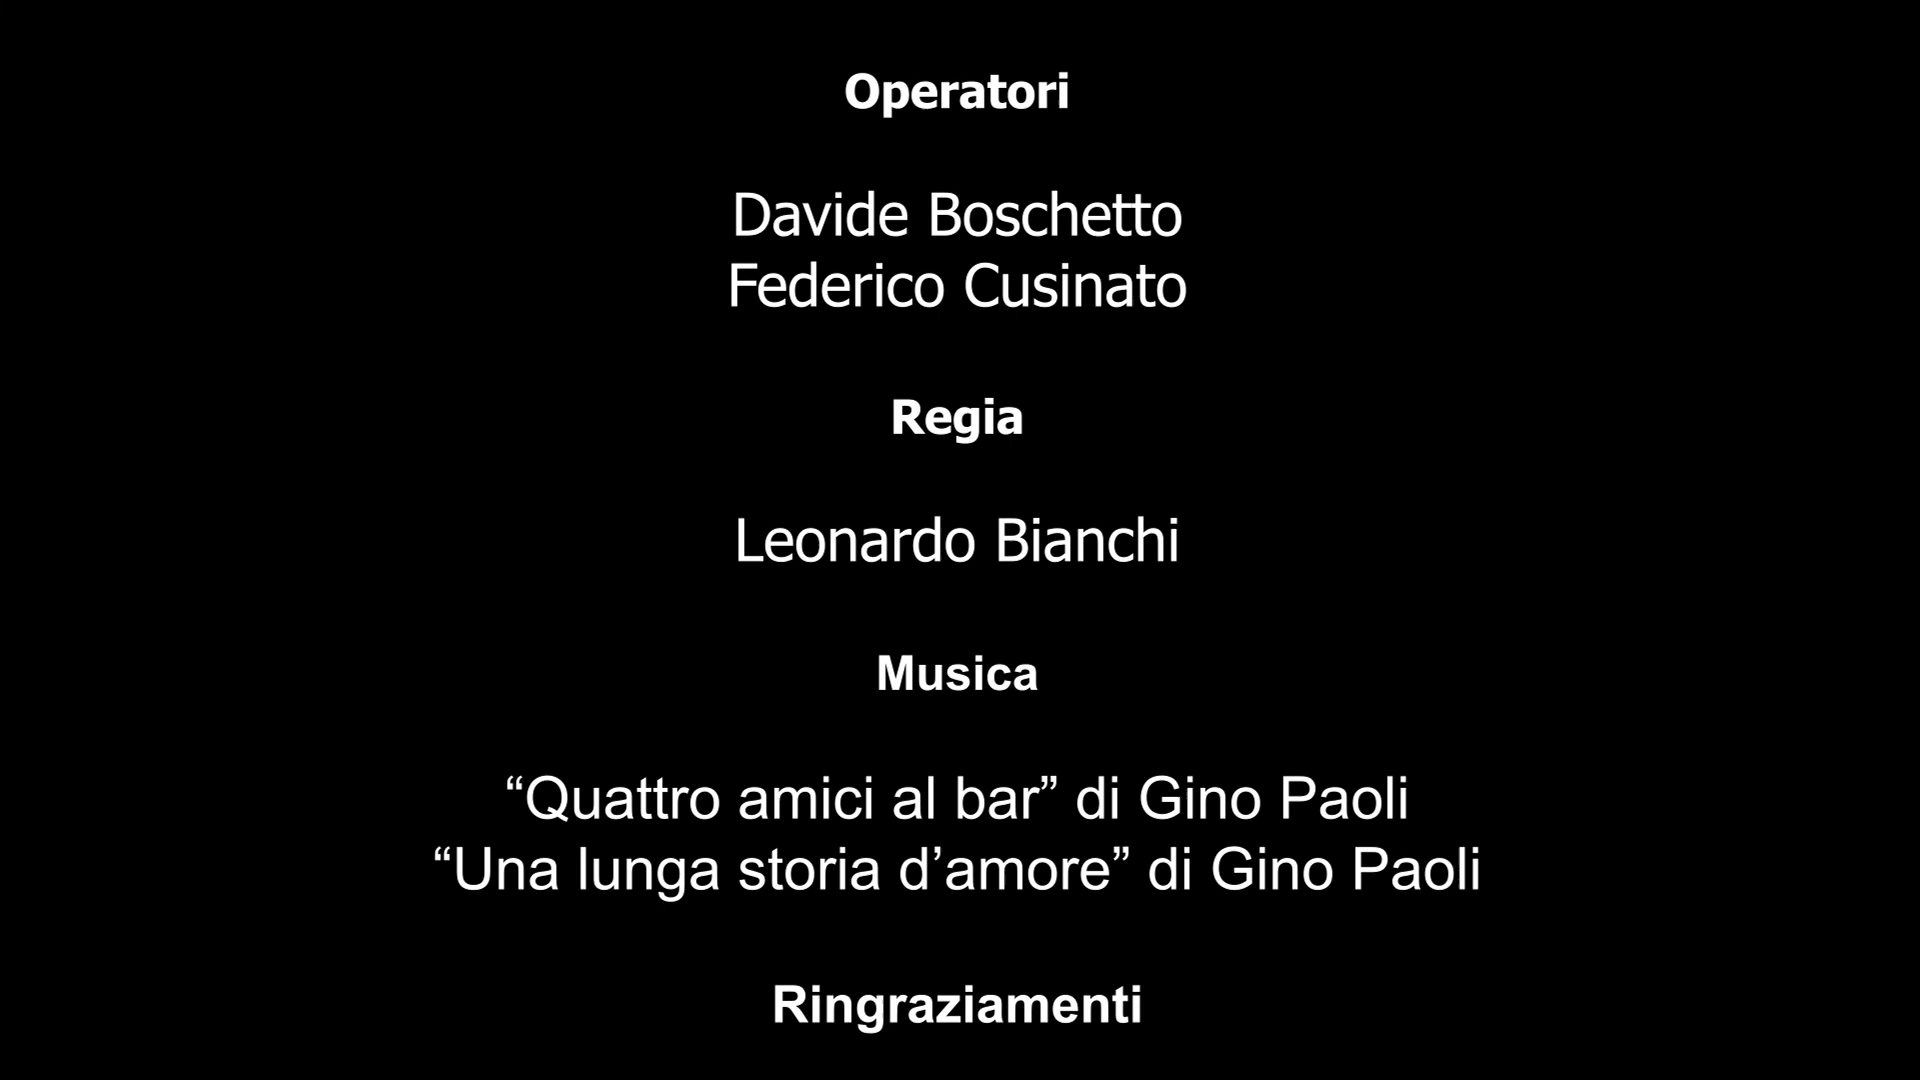 Operatori
Davide Boschetto
Federico Cusinato
Regia
Leonardo Bianchi
Musica
“Quattro amici al bar” di Gino Paoli
“Una lunga storia d’amore” di Gino Paoli
Ringraziamenti